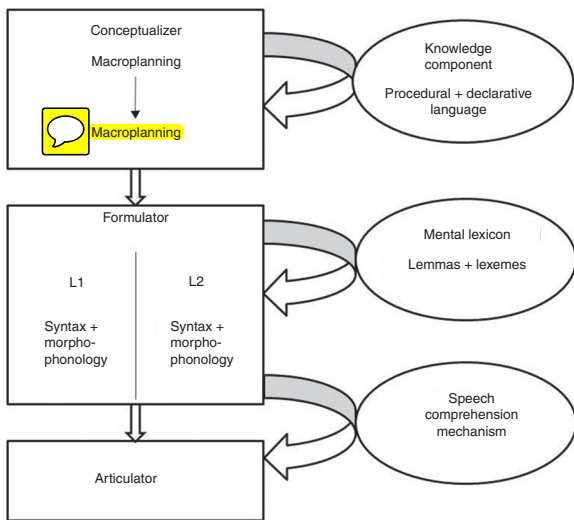 Conceptualizer
Macroplanning
Macroplanning
Knowledge
component
Procedural + declarative
language
Formulator
L1
L2
Syntax +
morpho-
phonology
Syntax +
morpho-
phonology
Mental lexicon
Lemmas + lexemes
Speech
comprehension
mechanism
Articulator